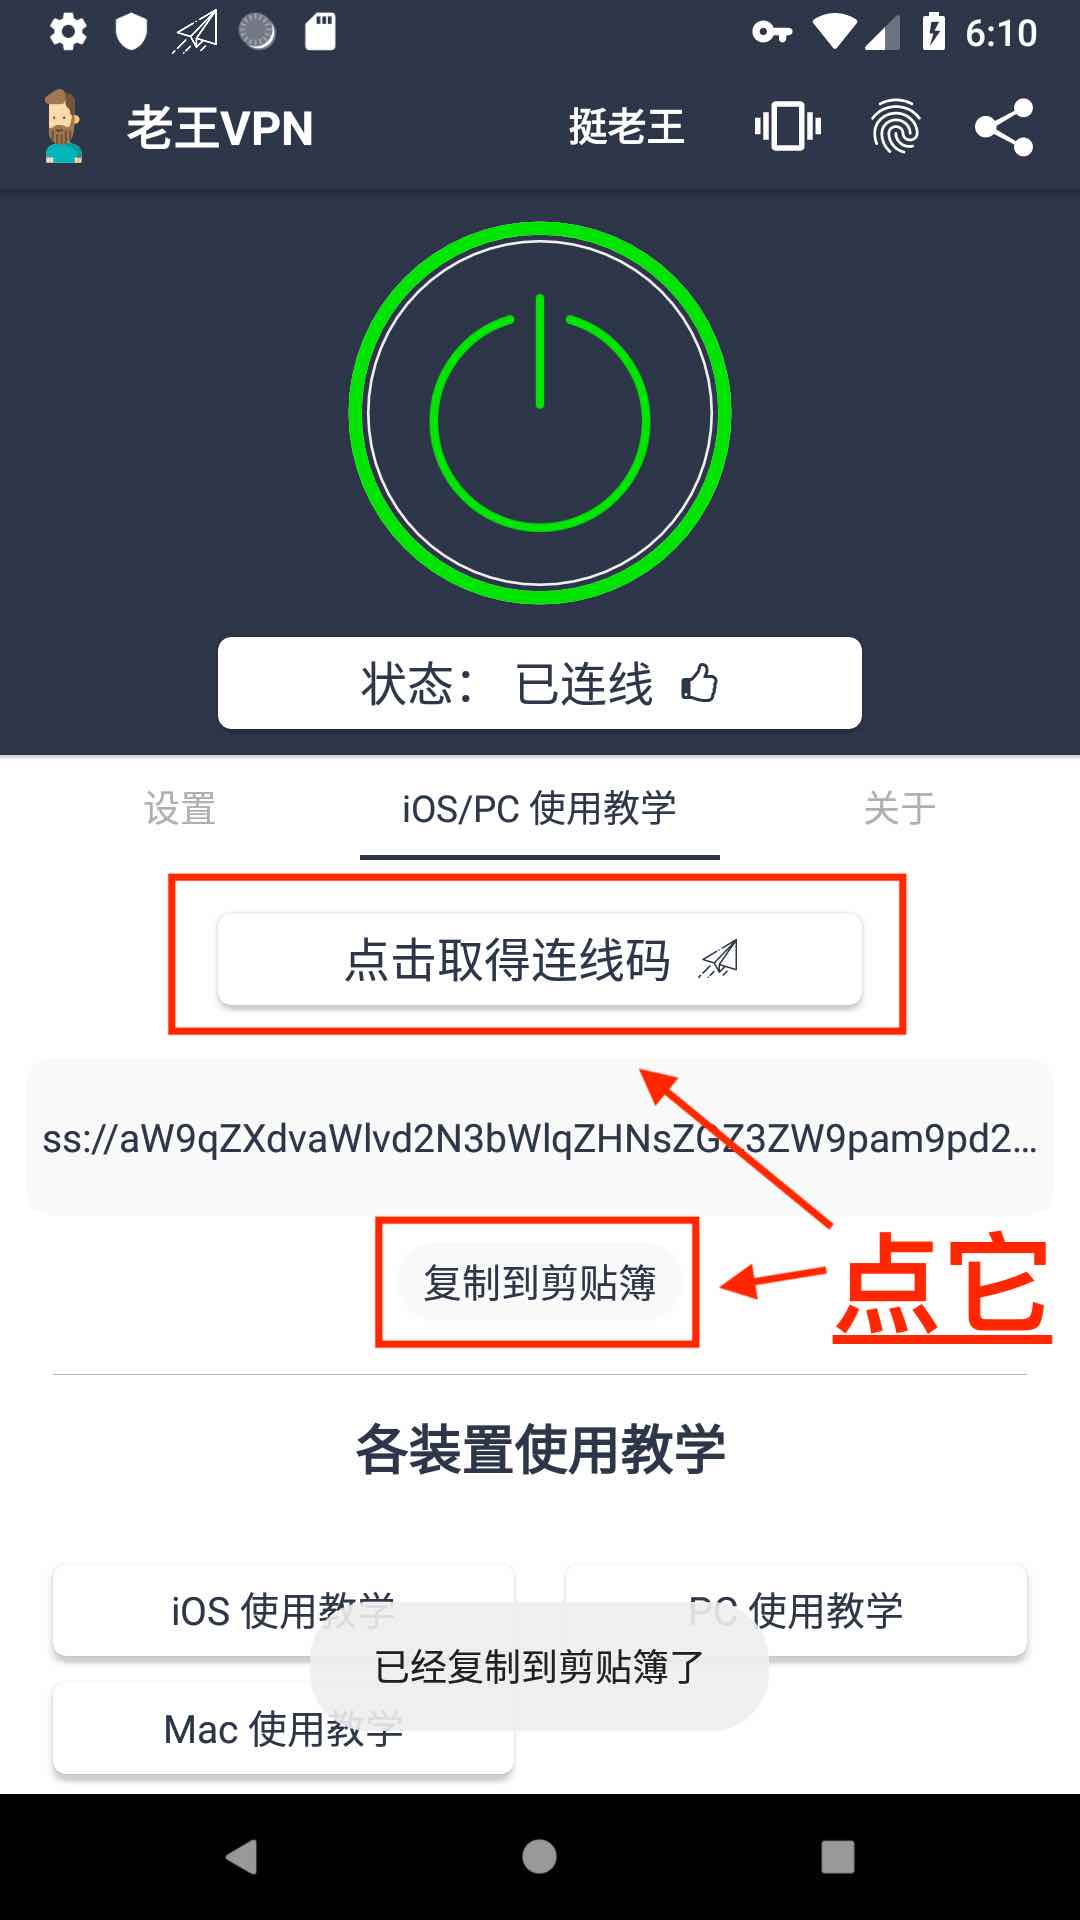 6:10
老王VPN
挺老王
状态： 已连线
设置
iOS/PC 使用教学
关于
点击取得连线码
ss://aW9qZXdvaWlvd2N3bWlqZHNsZGZ3ZW9pam9pd2...
复制到剪贴簿
点它
各装置使用教学
iOS 使用教学
PC 使用教学
已经复制到剪贴簿了
Mac 使用教学